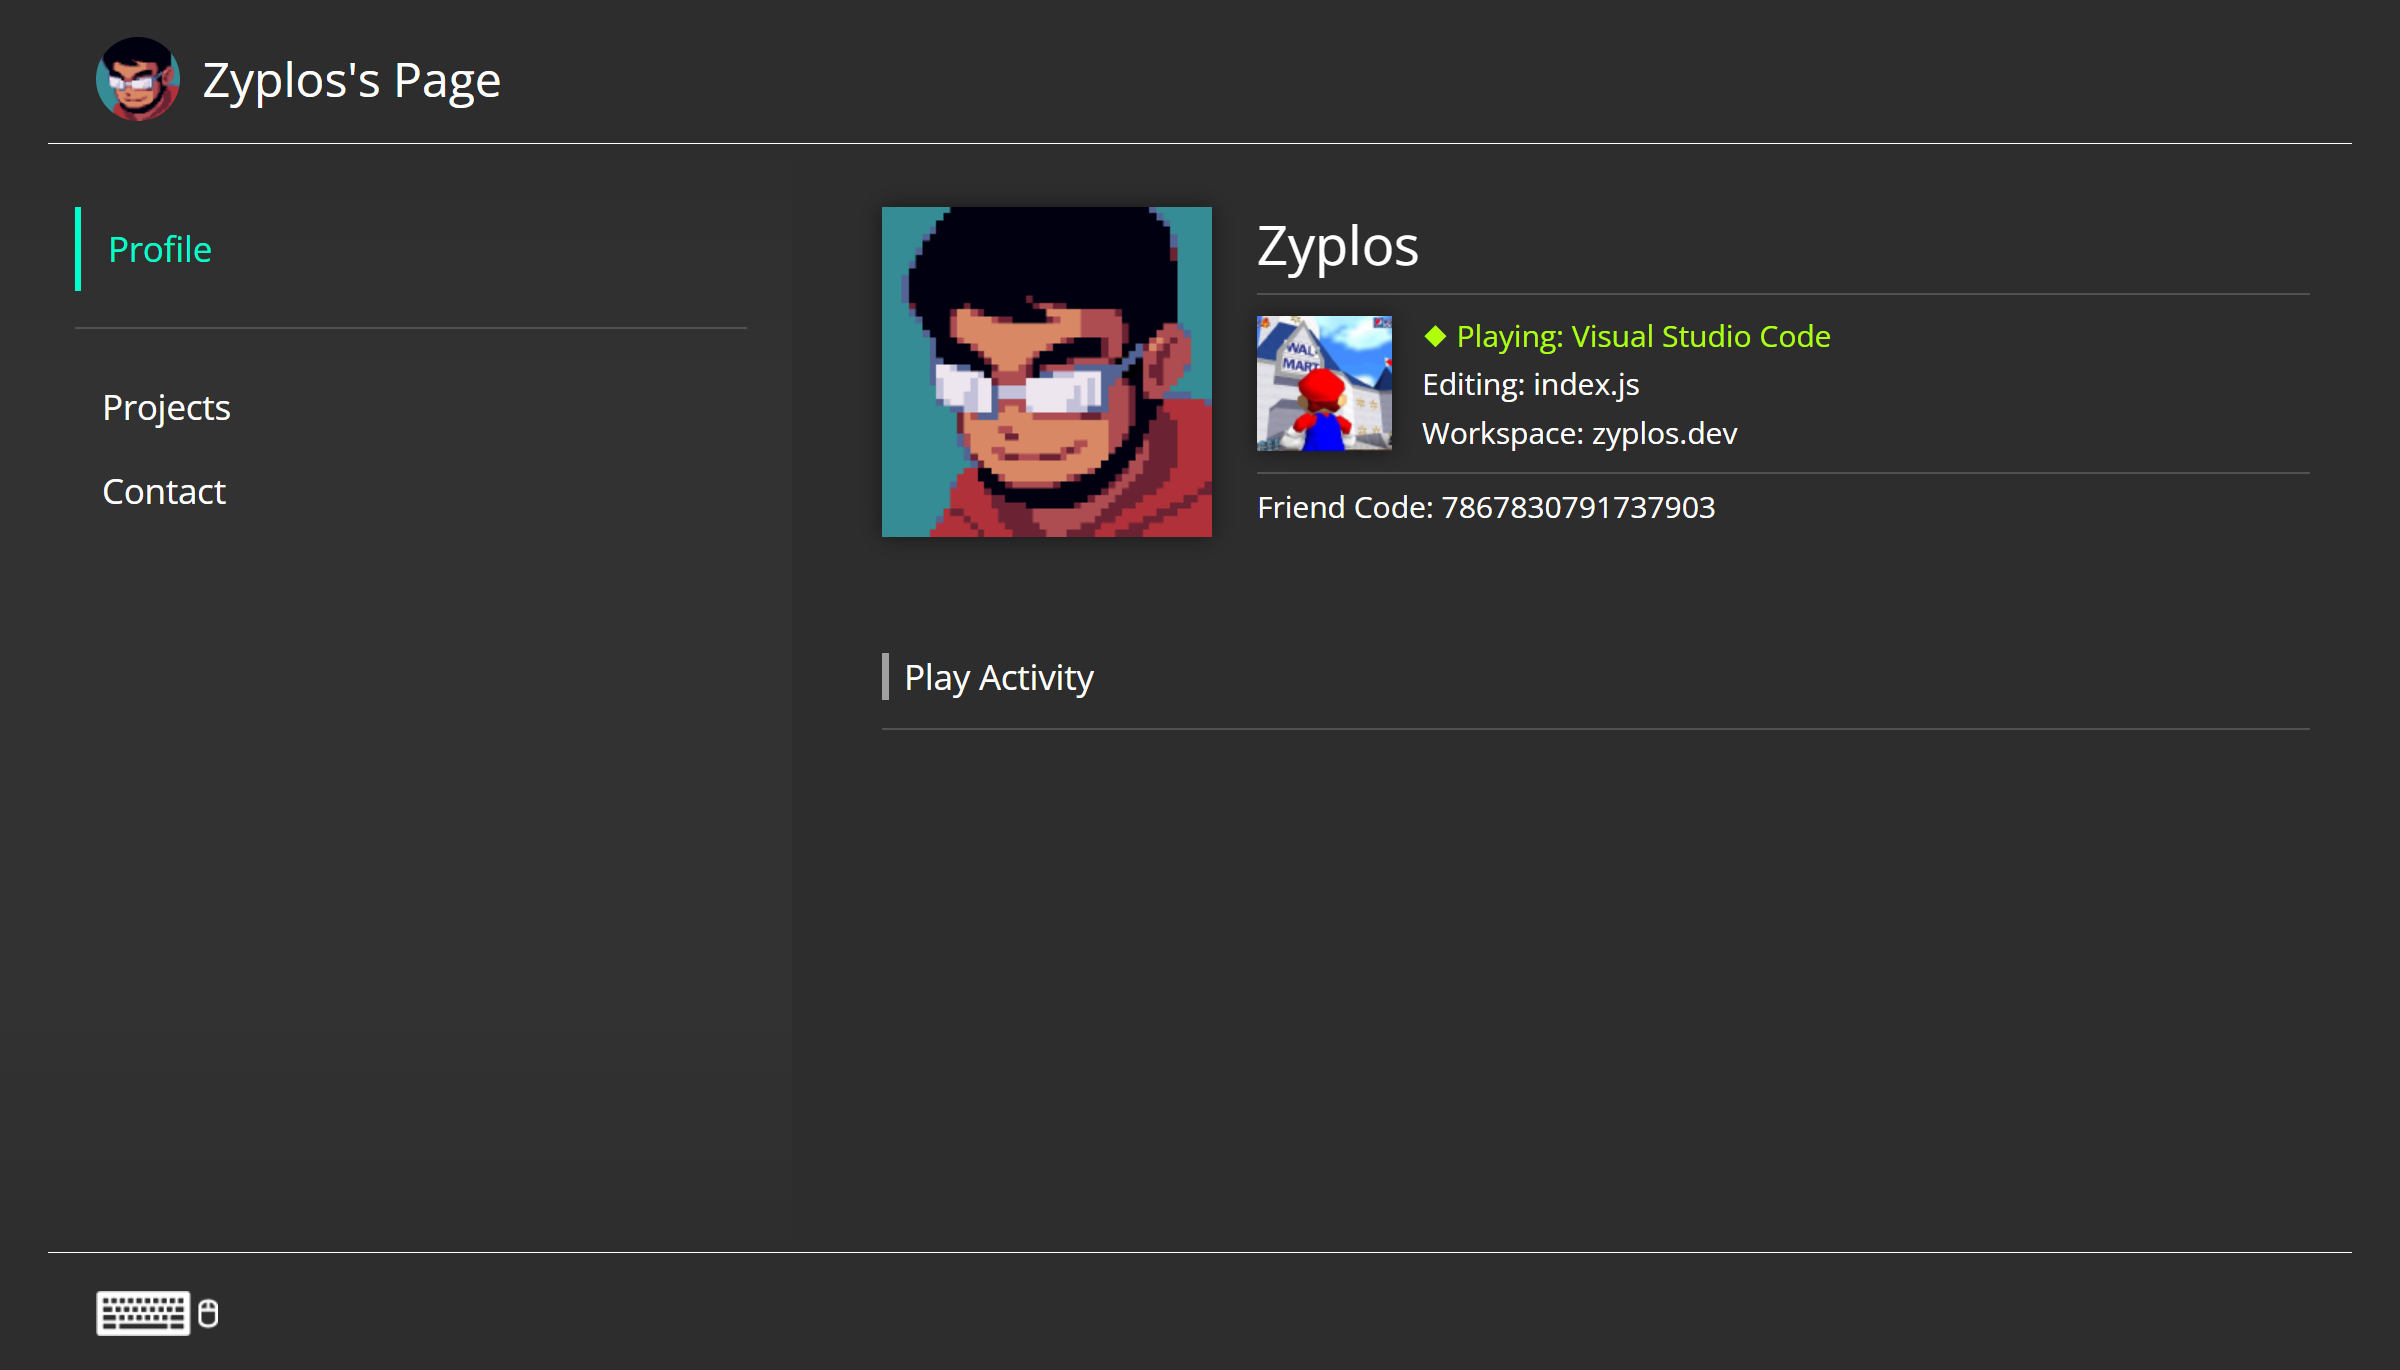 Zyplos's Page
Profile
Projects
Contact
Zyplos
WAL
MART
◆ Playing: Visual Studio Code
Editing: index.js
Workspace: zyplos.dev
Friend Code: 7867830791737903
Play Activity